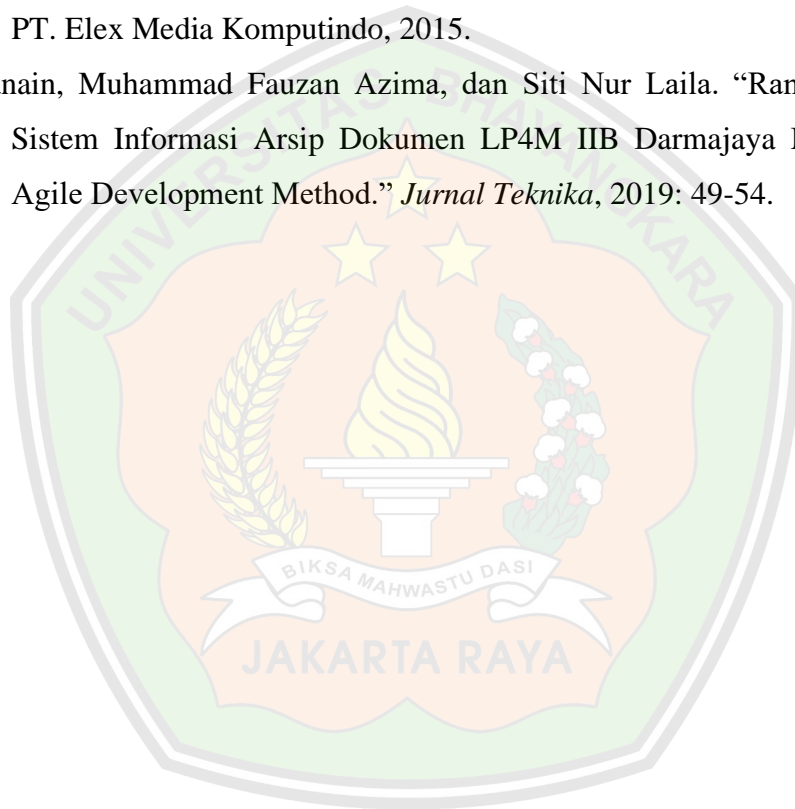 PT. Elex Media Komputindo, 2015.
nain, Muhammad Fauzan Azima, dan Siti Nur Laila. “Ran
Sistem Informasi Arsip Dokumen LP4M IIB Darmajaya
Agile Development Method.” Jurnal Teknika, 2019: 49-54.
UNIVERSITAS BHAYANGKARA
BIKSA MAHWASTU DASI
JAKARTA RAYA